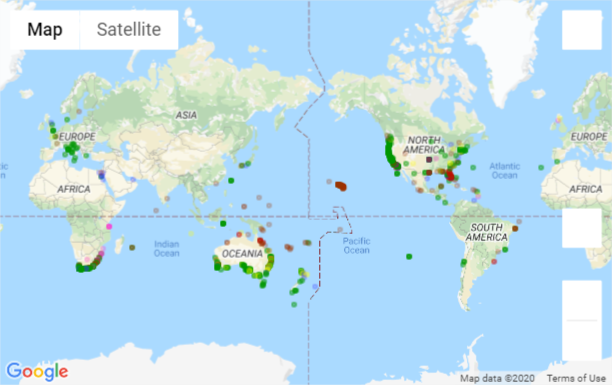 Map Satellite
ASIA
EUROPE
NORTH
AMERICA
EUROPE
Atlantic
Ocean
AFRICA
AFRICA
SOUTH
AMERICA
Indian
Ocean
OCEANIA
Pacific
Ocean
Google
Map data ©2020 Terms of Use